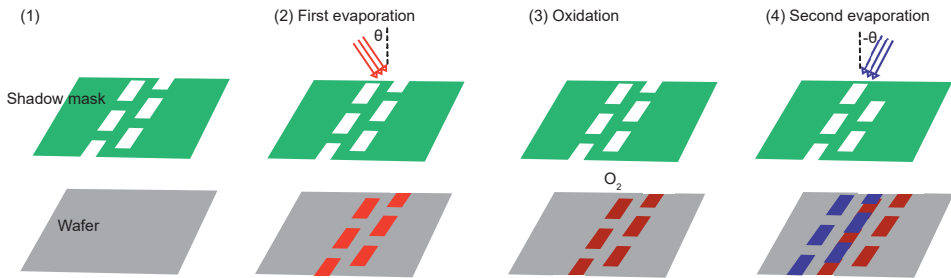 (1)
(2) First evaporation
(3) Oxidation
(4) Second evaporation
θ
-θ
Shadow mask
O₂
Wafer